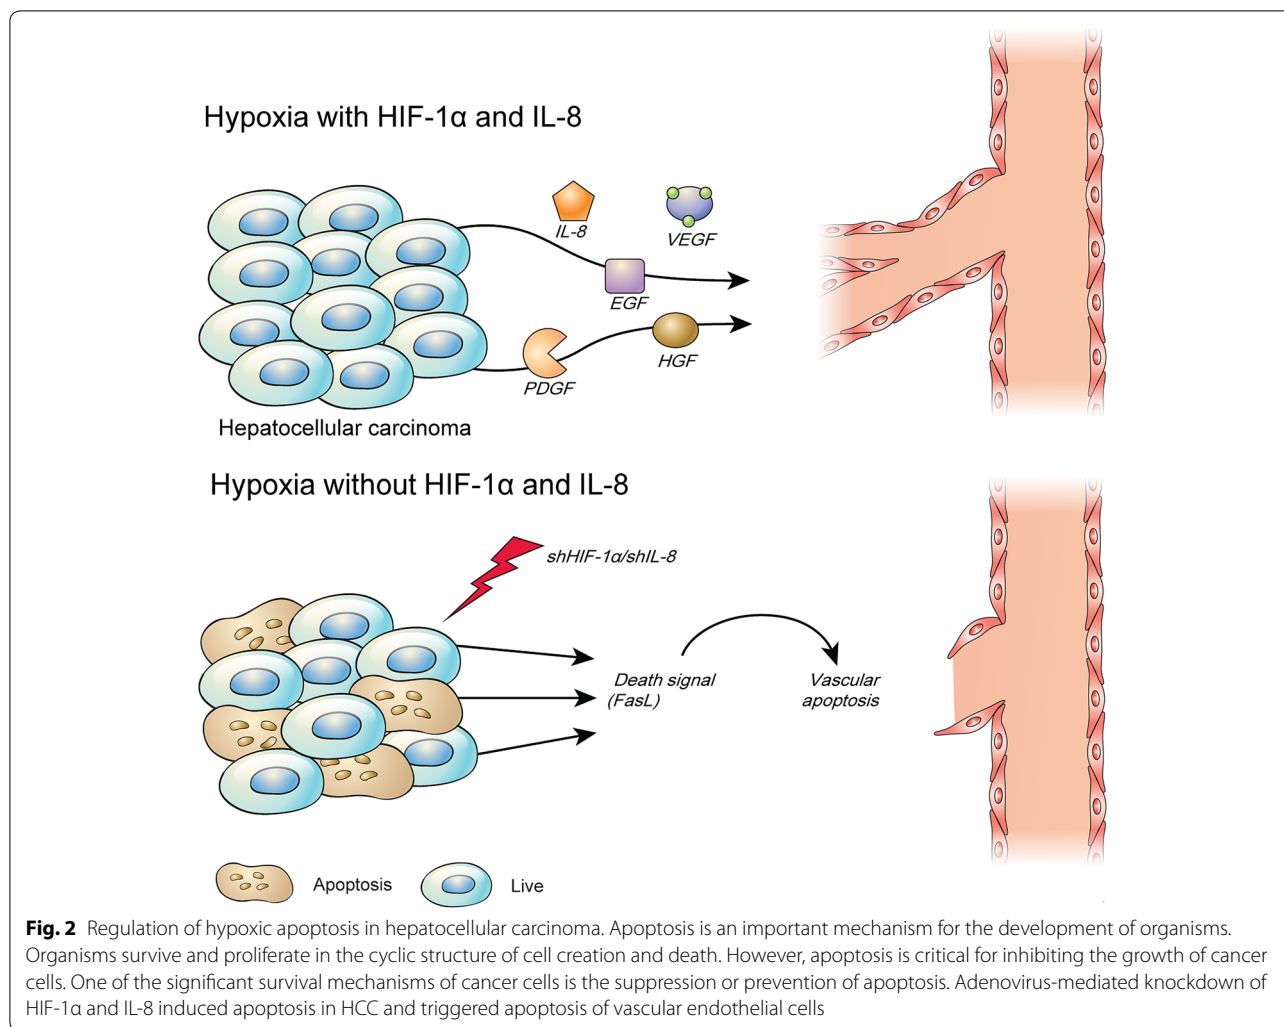 Hypoxia with HIF-1α and IL-8
IL-8
VEGF
EGF
HGF
PDGF
Hepatocellular carcinoma
Hypoxia without HIF-1α and IL-8
shHIF-1α/shIL-8
Death signal
(FasL)
Vascular
apoptosis
Apoptosis
Live
Fig. 2 Regulation of hypoxic apoptosis in hepatocellular carcinoma. Apoptosis is an important mechanism for the development of organisms.
Organisms survive and proliferate in the cyclic structure of cell creation and death. However, apoptosis is critical for inhibiting the growth of cancer
cells. One of the significant survival mechanisms of cancer cells is the suppression or prevention of apoptosis. Adenovirus-mediated knockdown of
HIF-1α and IL-8 induced apoptosis in HCC and triggered apoptosis of vascular endothelial cells